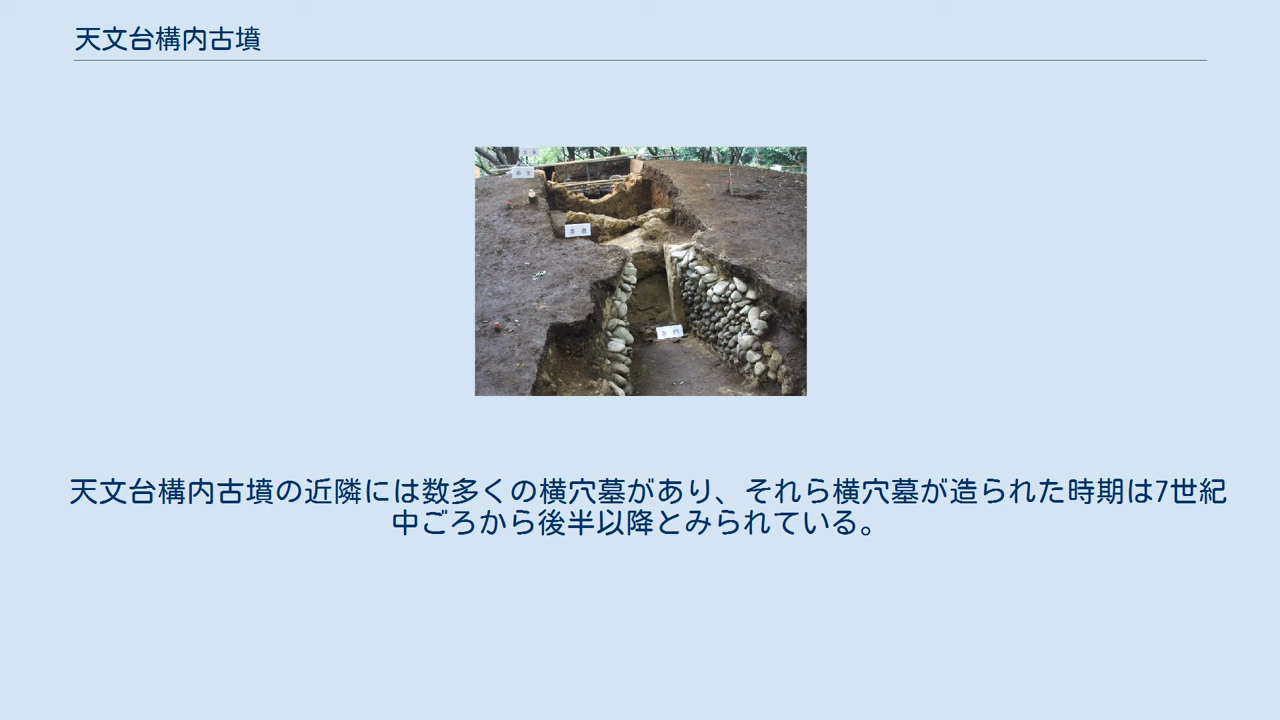 天文台構内古墳
天文台構内古墳の近隣には数多くの横穴墓があり、それら横穴墓が造られた時期は7世紀
中ごろから後半以降とみられている。